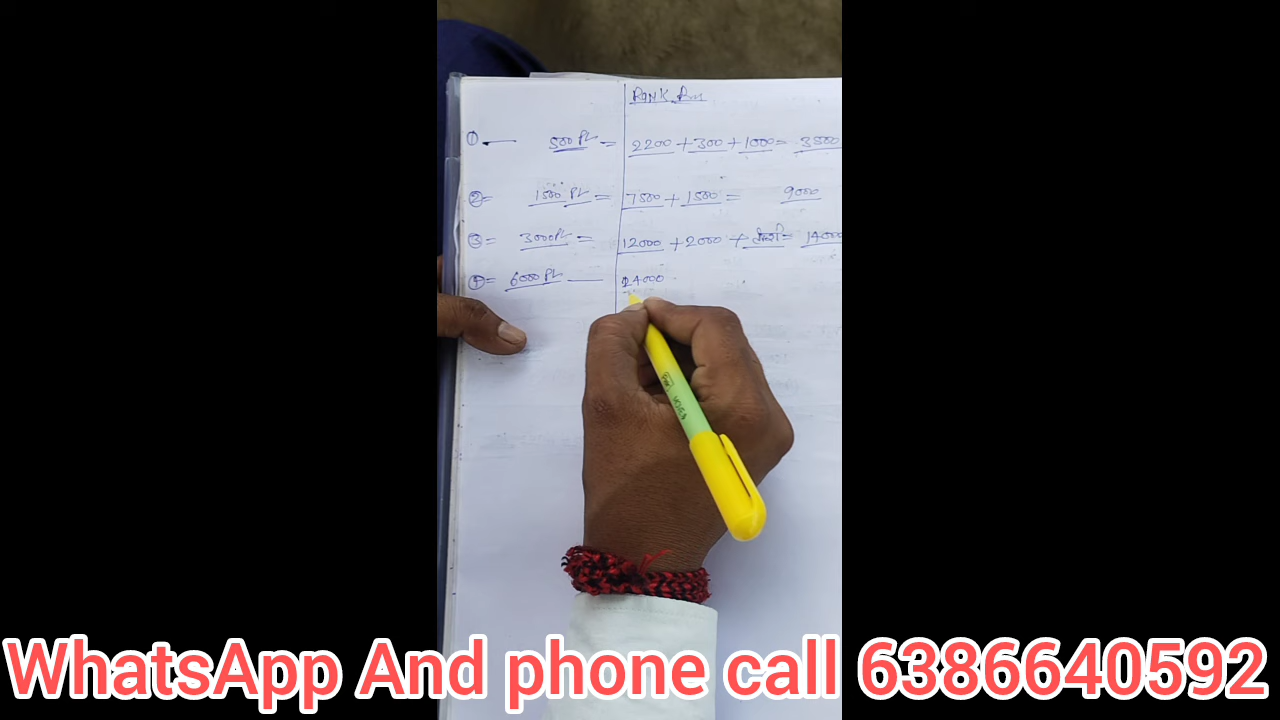 RANK Rm
① — 500 PL = 2200 + 300 + 1000 = 3500
②= 1500 PL = 7500 + 1500 = 9000
③= 3000 PL = 12000 + 2000 + = 14000
④= 6000 PL — 24000
WhatsApp And phone call 6386640592